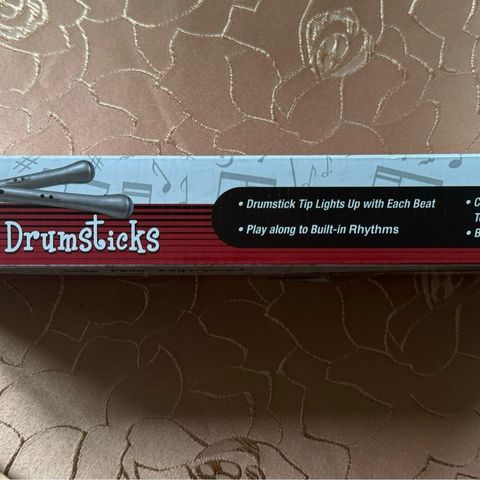 Drumsticks
• Drumstick Tip Lights Up with Each Beat
• Play along to Built-in Rhythms